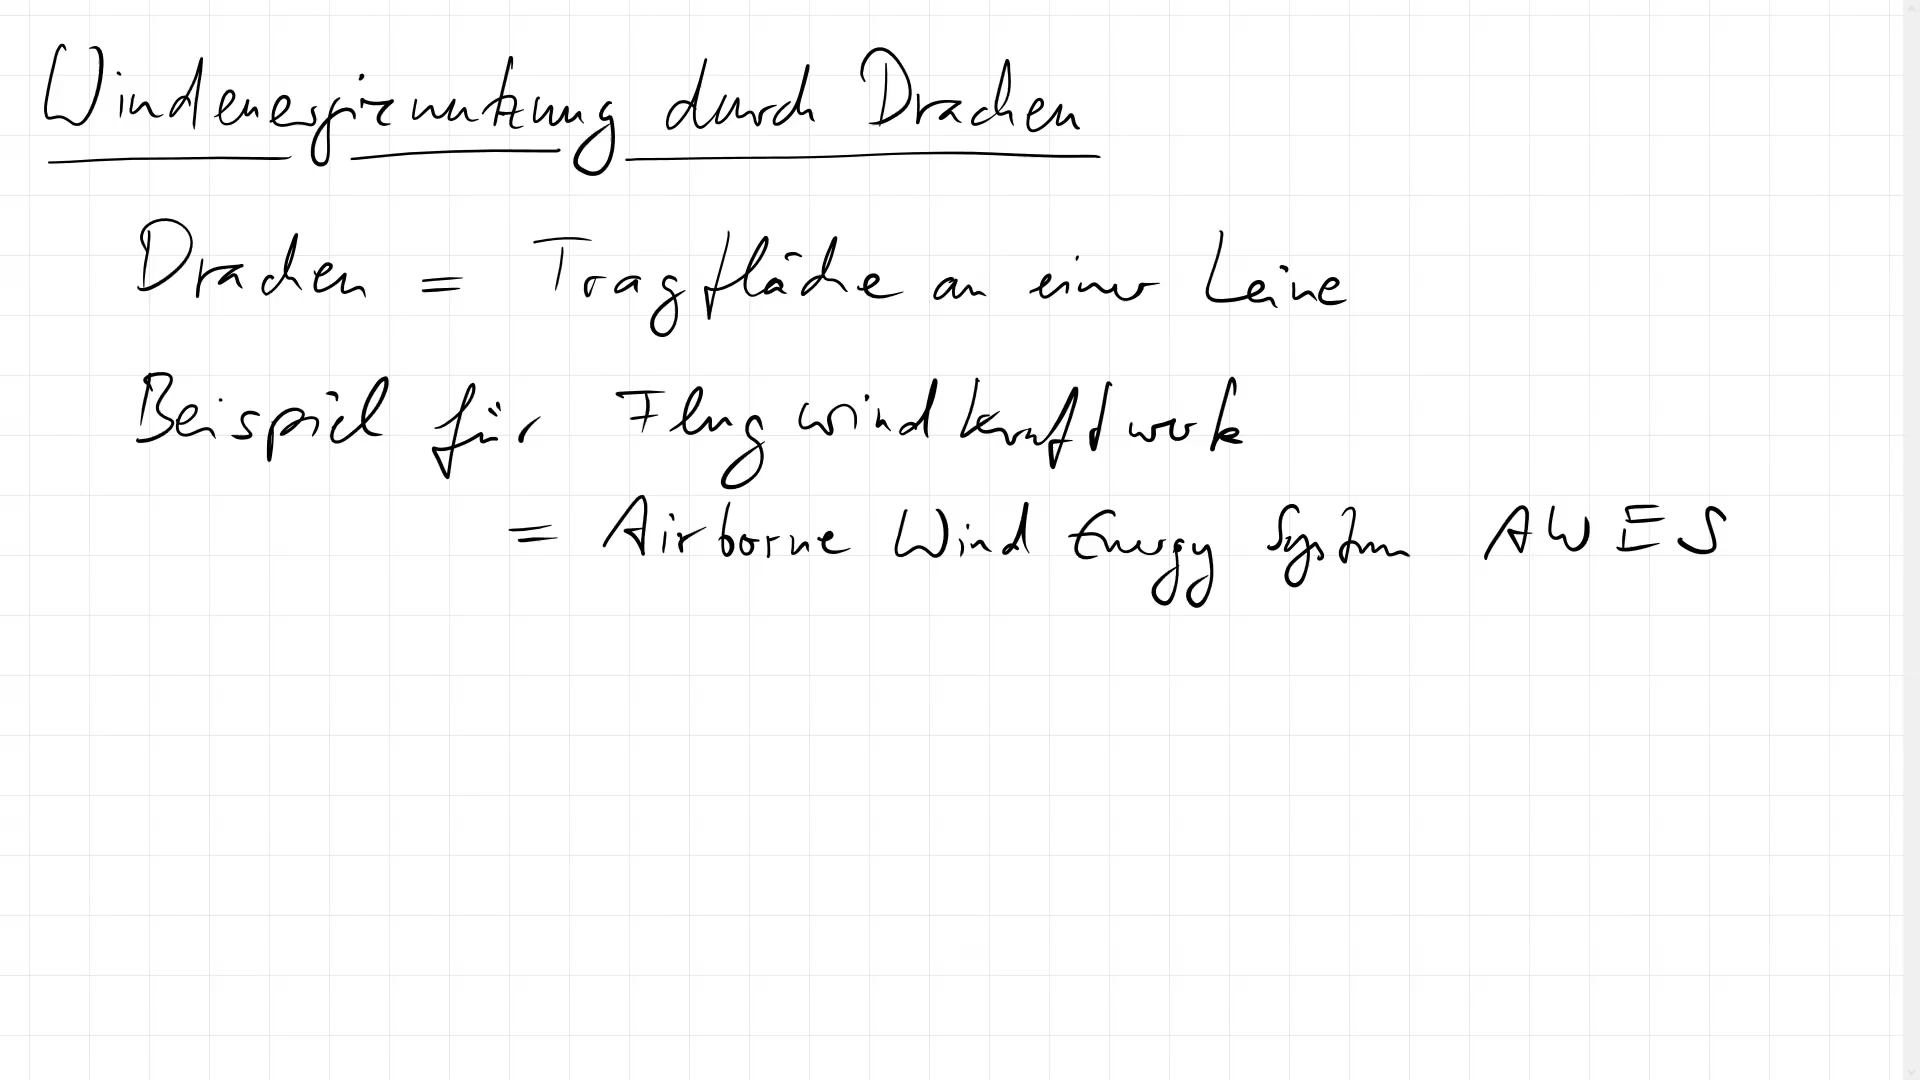 Windenergienutzung durch Drachen
Drachen = Tragfläche an einer Leine
Beispiel für Flugwindkraftwerk
= Airborne Wind Energy System AWES